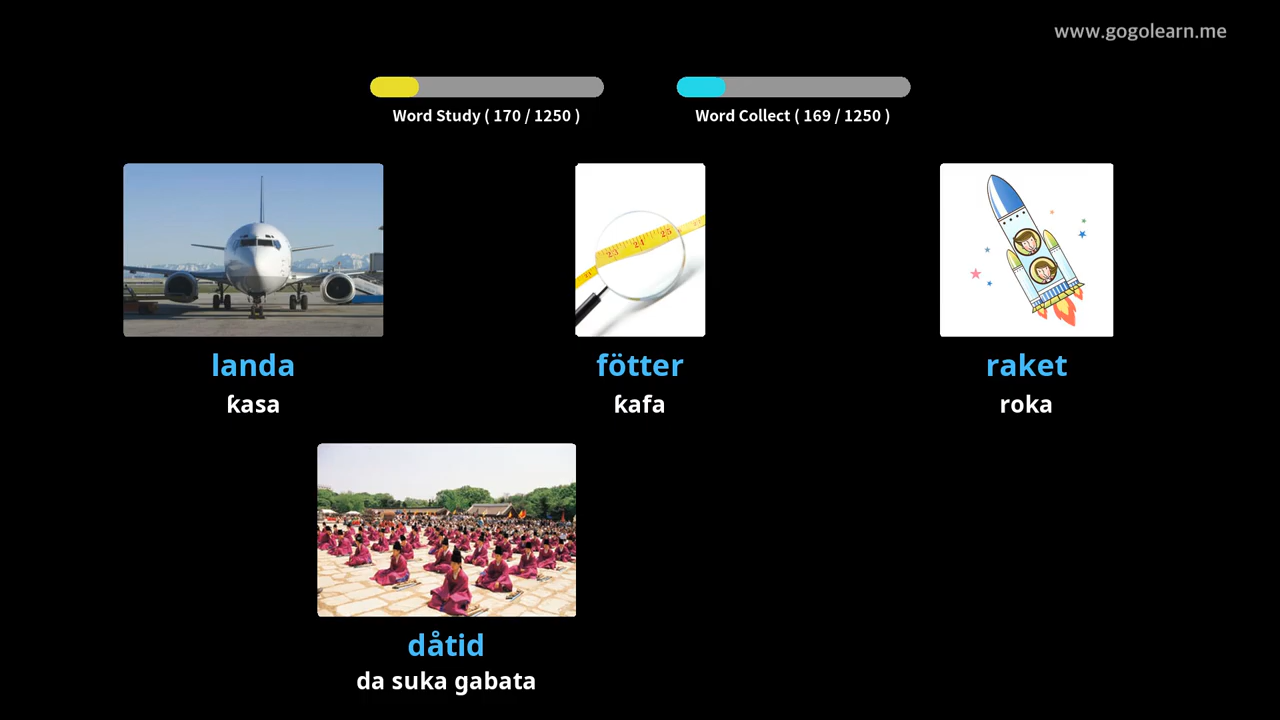 www.gogolearn.me
Word Study ( 170 / 1250 )
Word Collect ( 169 / 1250 )
landa
fötter
raket
ƙasa
ƙafa
roka
dåtid
da suka gabata